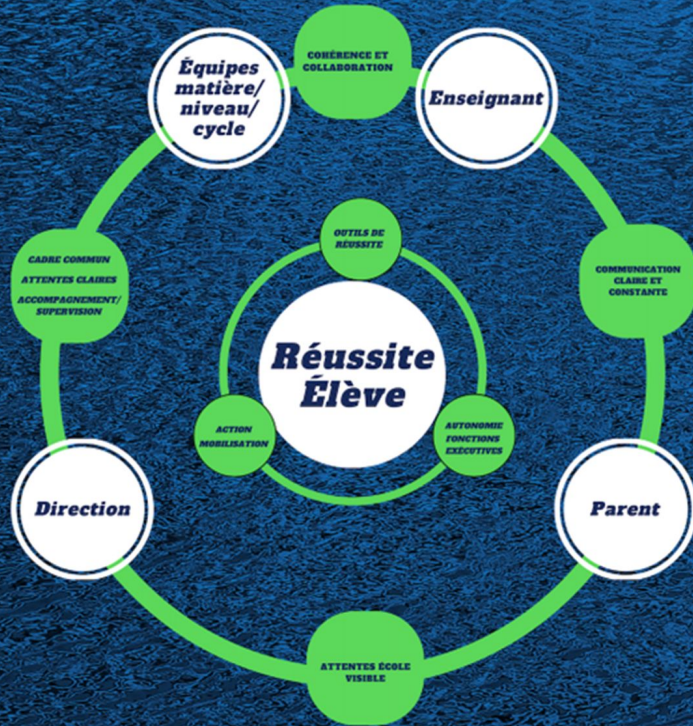 COHÉRENCE ET
COLLABORATION
Équipes
matière/
niveau/
cycle
Enseignant
OUTILS DE
RÉUSSITE
CADRE COMMUN
ATTENTES CLAIRES
ACCOMPAGNEMENT/
SUPERVISION
COMMUNICATION
CLAIRE ET
CONSTANTE
Réussite
Élève
ACTION
MOBILISATION
AUTONOMIE
FONCTIONS
EXÉCUTIVES
Direction
Parent
ATTENTES ÉCOLE
VISIBLE